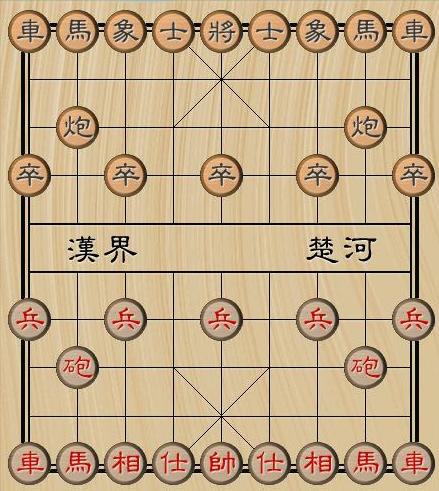 車馬象士將士象馬車
炮炮
卒卒卒卒卒
漢界 楚河
兵兵兵兵兵
砲砲
車馬相仕帥仕相馬車